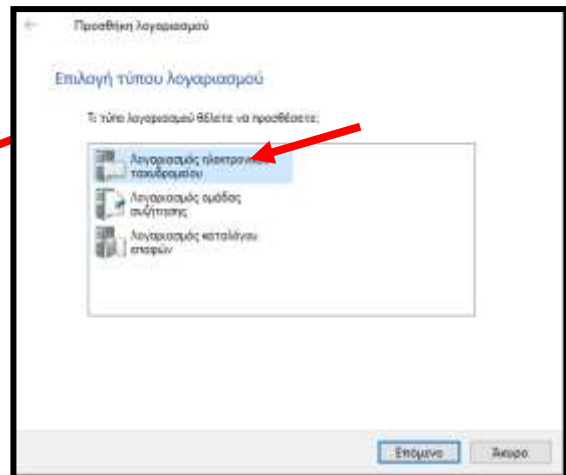 Προσθήκη λογαριασμού
Επιλογή τύπου λογαριασμού
Τι τύπο λογαριασμού θέλετε να προσθέσετε;
Λογαριασμός ηλεκτρονικού
ταχυδρομείου
Λογαριασμός ομάδας
συζήτησης
Λογαριασμός καταλόγου
επαφών
Επόμενο
Άκυρο